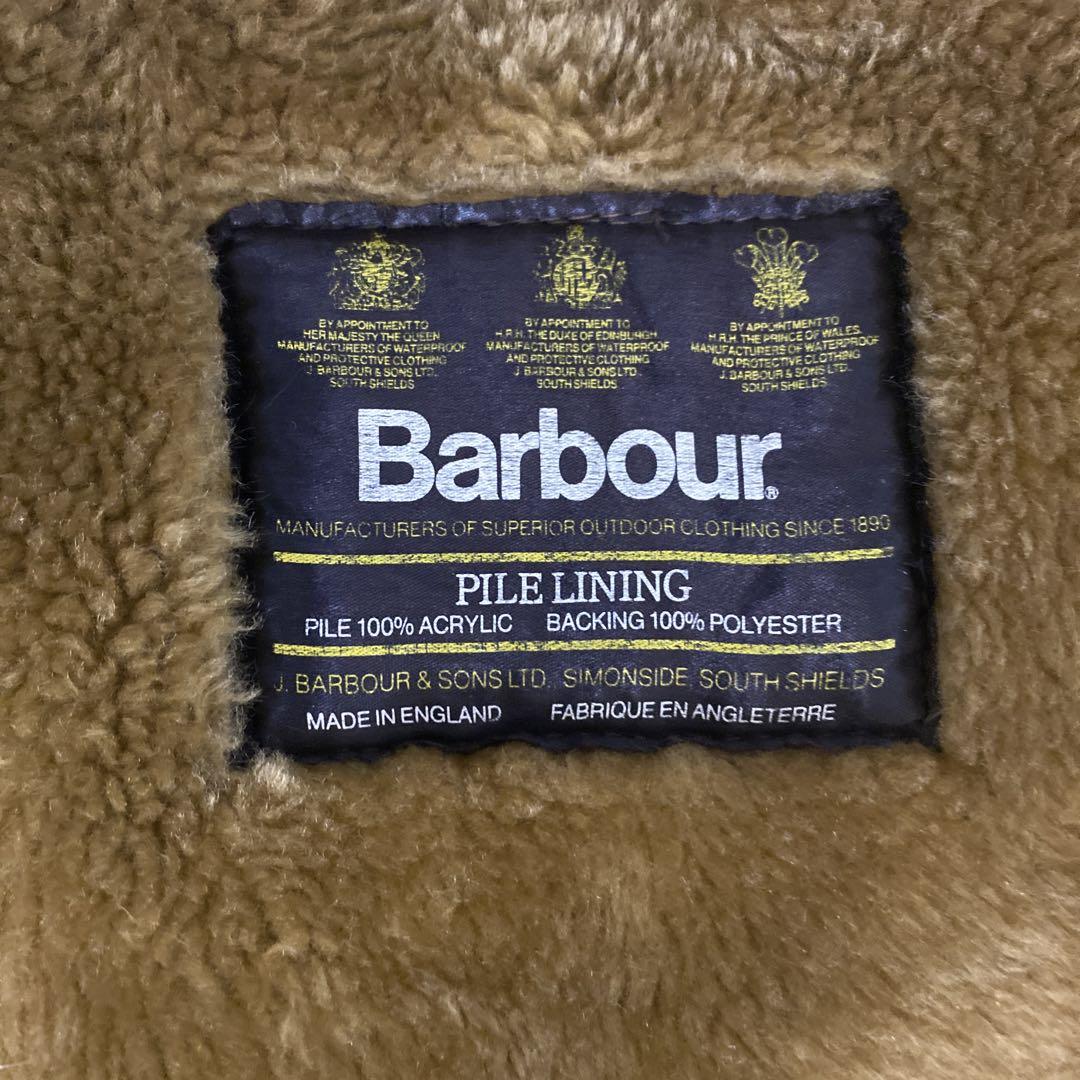 BY APPOINTMENT TO
HER MAJESTY THE QUEEN
MANUFACTURERS OF WATERPROOF
AND PROTECTIVE CLOTHING
J. BARBOUR & SONS LTD.
SOUTH SHIELDS
BY APPOINTMENT TO
H.R.H. THE DUKE OF EDINBURGH
MANUFACTURERS OF WATERPROOF
AND PROTECTIVE CLOTHING
J. BARBOUR & SONS LTD.
SOUTH SHIELDS
BY APPOINTMENT TO
H.R.H. THE PRINCE OF WALES
MANUFACTURERS OF WATERPROOF
AND PROTECTIVE CLOTHING
J. BARBOUR & SONS LTD.
SOUTH SHIELDS
Barbour®
MANUFACTURERS OF SUPERIOR OUTDOOR CLOTHING SINCE 1890
PILE LINING
PILE 100% ACRYLIC BACKING 100% POLYESTER
J. BARBOUR & SONS LTD. SIMONSIDE, SOUTH SHIELDS
MADE IN ENGLAND FABRIQUE EN ANGLETERRE